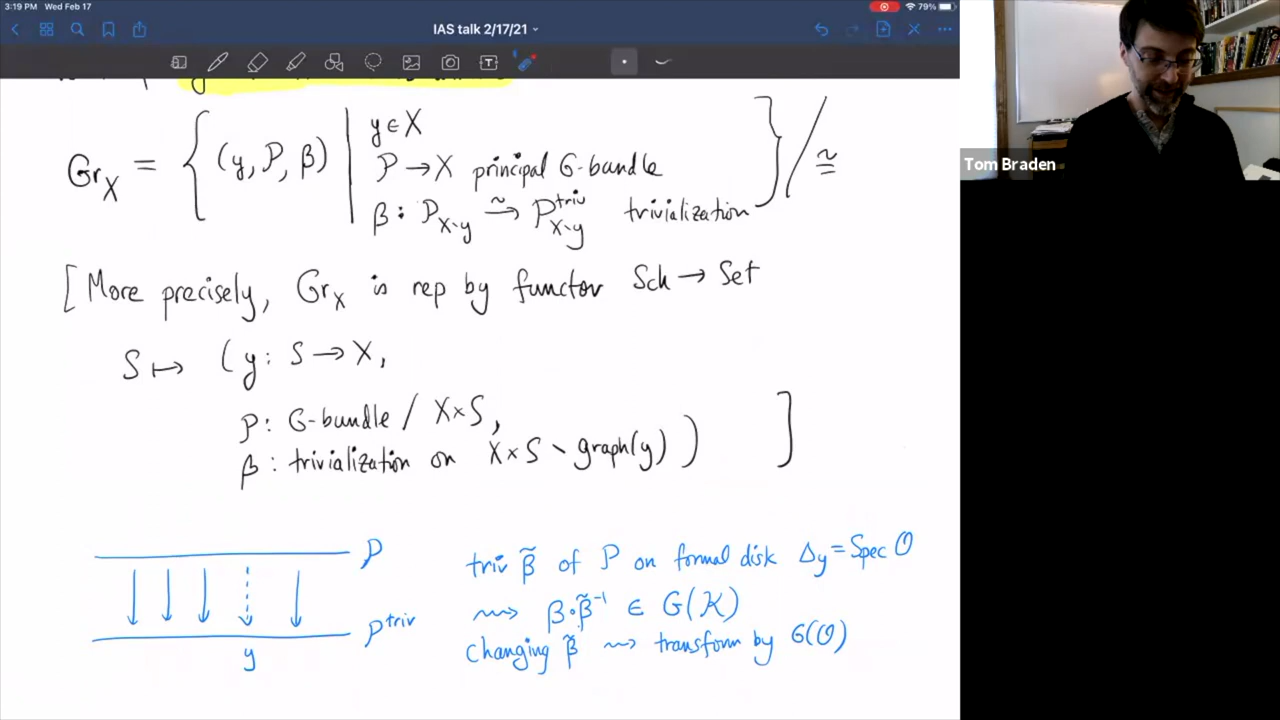 3:19 PM Wed Feb 17
79%
IAS talk 2/17/21
Gr_X = { (y, P, β) | y ∈ X
P → X principal G-bundle
β : P_{X∖y} ≅→ P^{triv}_{X∖y} trivialization } / ≅
[More precisely, Gr_X is rep by functor Sch → Set
S ↦ (y: S → X,
P: G-bundle / X×S,
β: trivialization on X×S ∖ graph(y)) ]
P
P^{triv}
y
triv β̃ of P on formal disk Δ_y = Spec O
⇝ β∘β̃^{-1} ∈ G(K)
changing β̃ ⇝ transform by G(O)
Tom Braden